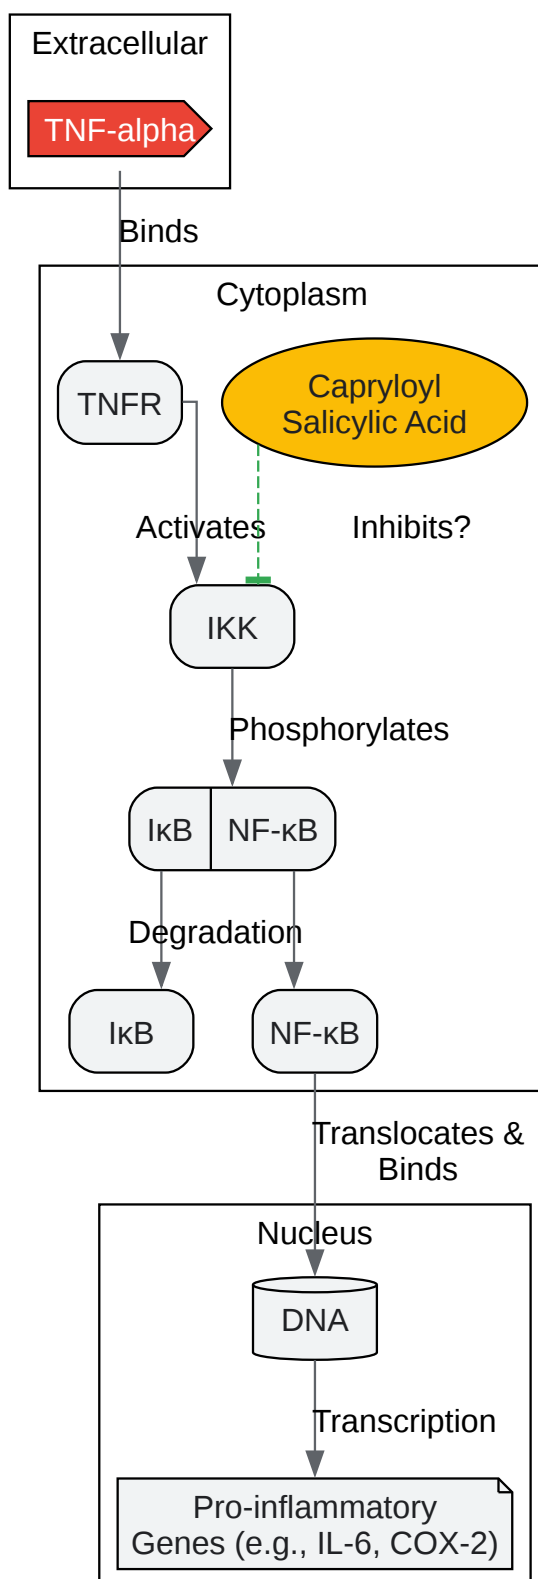 Extracellular
TNF-alpha
Binds
Cytoplasm
TNFR
Capryloyl
Salicylic Acid
Activates
Inhibits?
IKK
Phosphorylates
IκB
NF-κB
Degradation
IκB
NF-κB
Translocates &
Binds
Nucleus
DNA
Transcription
Pro-inflammatory
Genes (e.g., IL-6, COX-2)